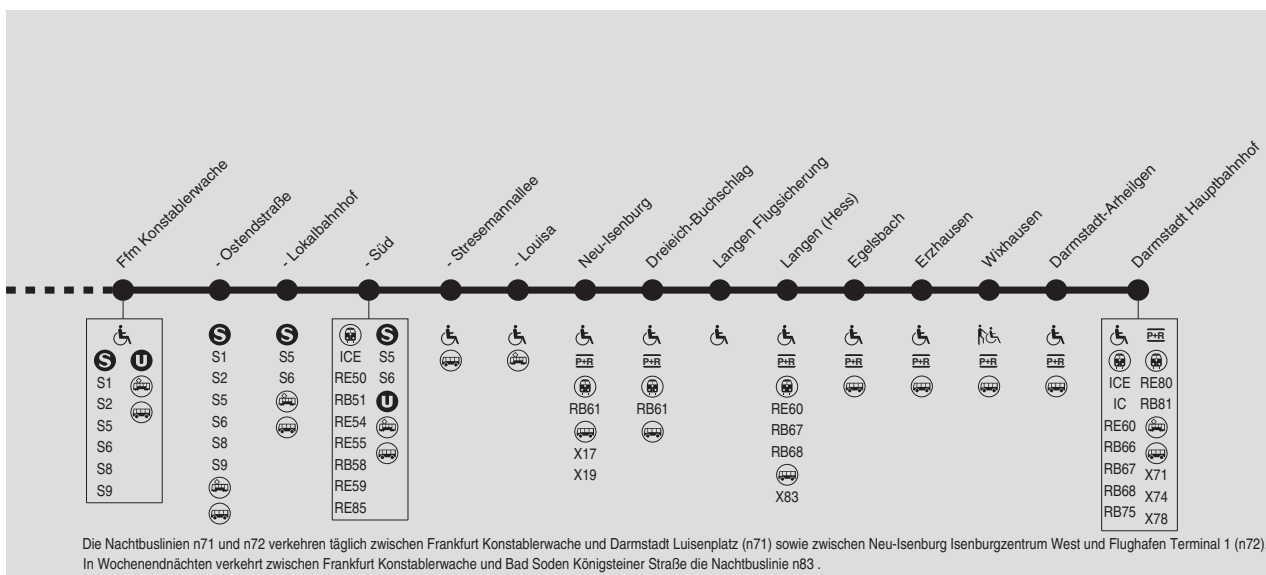 Ffm Konstablerwache
- Ostendstraße
- Lokalbahnhof
- Süd
- Stresemannallee
- Louisa
Neu-Isenburg
Dreieich-Buchschlag
Langen Flugsicherung
Langen (Hess)
Egelsbach
Erzhausen
Wixhausen
Darmstadt-Arheilgen
Darmstadt Hauptbahnhof
S U
S1
S2
S5
S6
S8
S9
S
S1
S2
S5
S6
S8
S9
S
S5
S6
S
ICE S5
RE50 S6
RB51 U
RE54
RE55
RB58
RE59
RE85
P+R
RB61
X17
X19
P+R
RB61
P+R
RE60
RB67
RB68
X83
P+R
P+R
P+R
P+R
P+R
ICE RE80
IC RB81
RE60
RB66
RB67 X71
RB68 X74
RB75 X78
Die Nachtbuslinien n71 und n72 verkehren täglich zwischen Frankfurt Konstablerwache und Darmstadt Luisenplatz (n71) sowie zwischen Neu-Isenburg Isenburgzentrum West und Flughafen Terminal 1 (n72).
In Wochenendnächten verkehrt zwischen Frankfurt Konstablerwache und Bad Soden Königsteiner Straße die Nachtbuslinie n83 .